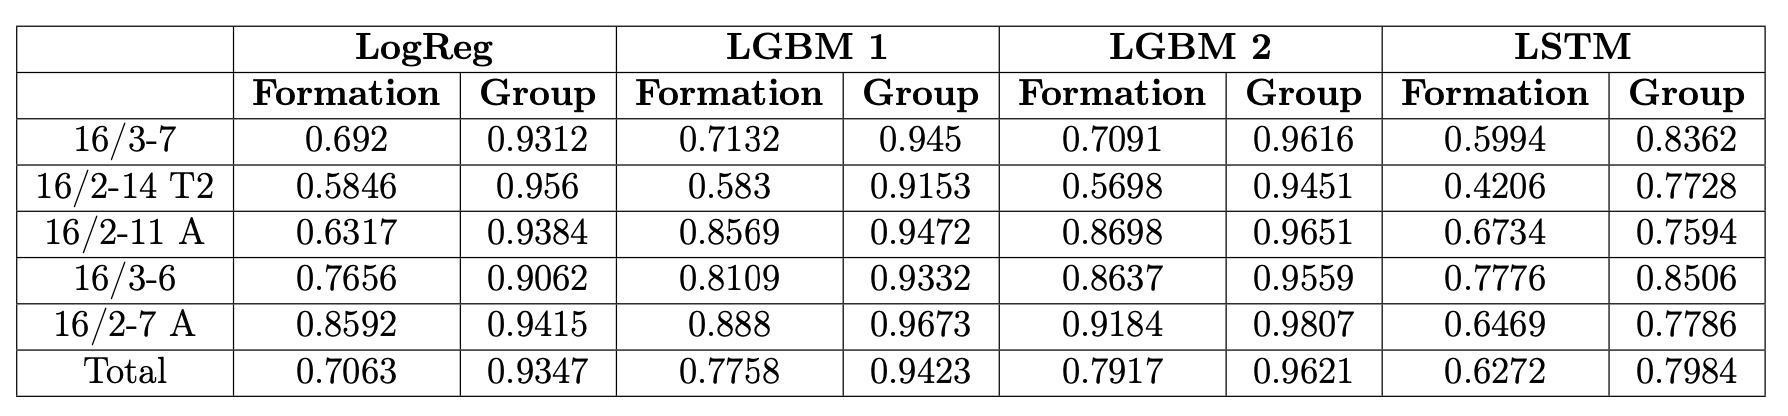 LogReg LGBM 1 LGBM 2 LSTM
Formation Group Formation Group Formation Group Formation Group
16/3-7 0.692 0.9312 0.7132 0.945 0.7091 0.9616 0.5994 0.8362
16/2-14 T2 0.5846 0.956 0.583 0.9153 0.5698 0.9451 0.4206 0.7728
16/2-11 A 0.6317 0.9384 0.8569 0.9472 0.8698 0.9651 0.6734 0.7594
16/3-6 0.7656 0.9062 0.8109 0.9332 0.8637 0.9559 0.7776 0.8506
16/2-7 A 0.8592 0.9415 0.888 0.9673 0.9184 0.9807 0.6469 0.7786
Total 0.7063 0.9347 0.7758 0.9423 0.7917 0.9621 0.6272 0.7984